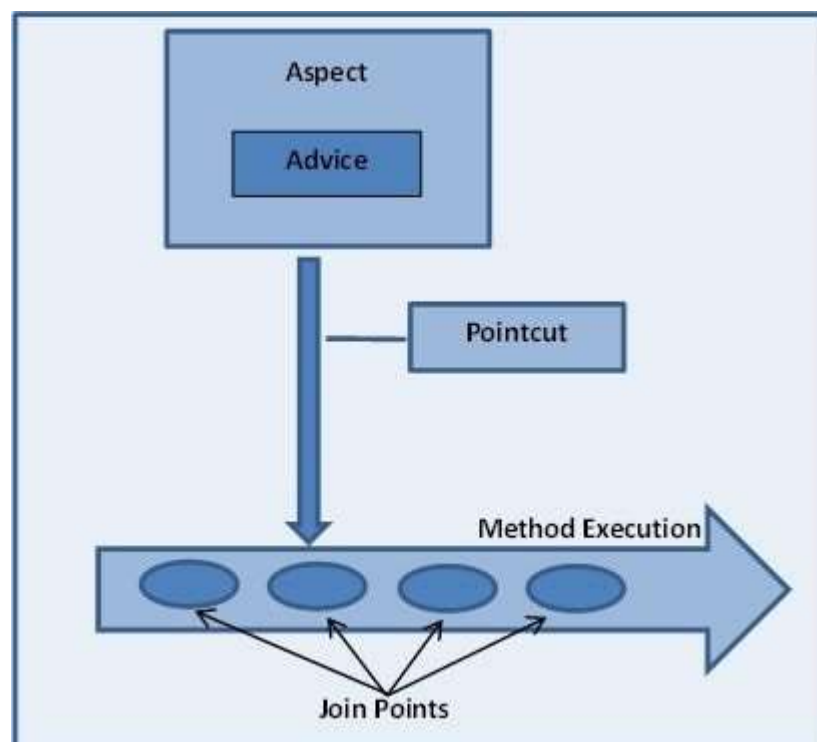 Aspect
Advice
Pointcut
Method Execution
Join Points